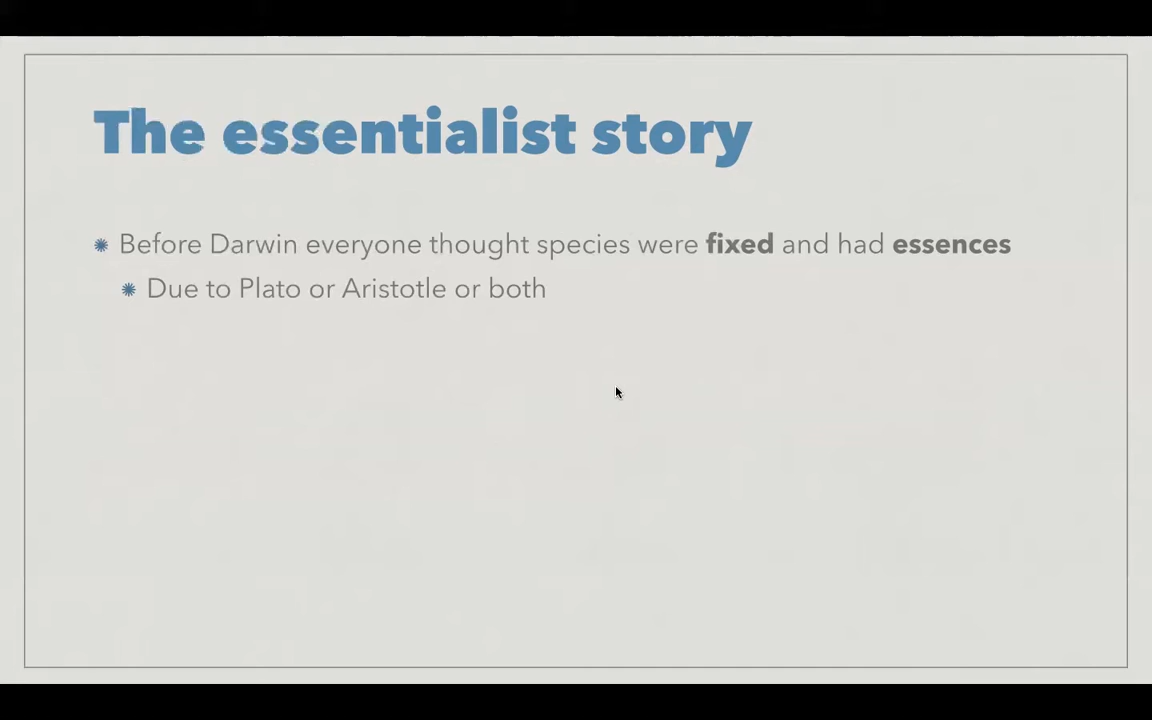 The essentialist story
Before Darwin everyone thought species were fixed and had essences
Due to Plato or Aristotle or both